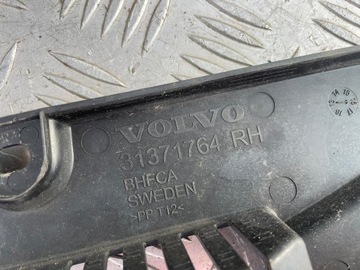 VOLVO
31371764 RH
BHFCA
SWEDEN
>PP T12<